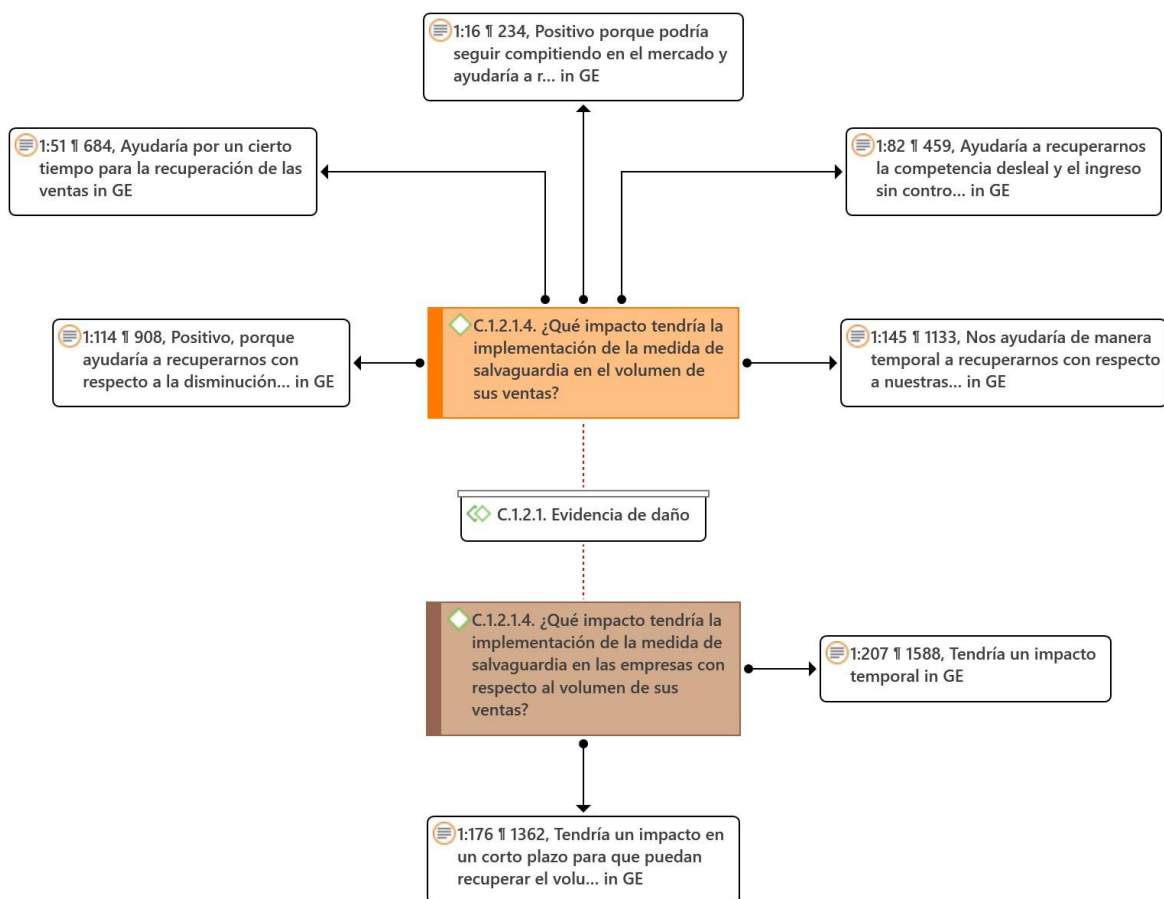 1:16 ¶ 234, Positivo porque podría
seguir compitiendo en el mercado y
ayudaría a r... in GE
1:51 ¶ 684, Ayudaría por un cierto
tiempo para la recuperación de las
ventas in GE
1:82 ¶ 459, Ayudaría a recuperarnos
la competencia desleal y el ingreso
sin contro... in GE
C.1.2.1.4. ¿Qué impacto tendría la
implementación de la medida de
salvaguardia en el volumen de
sus ventas?
1:114 ¶ 908, Positivo, porque
ayudaría a recuperarnos con
respecto a la disminución... in GE
1:145 ¶ 1133, Nos ayudaría de manera
temporal a recuperarnos con respecto
a nuestras... in GE
C.1.2.1. Evidencia de daño
C.1.2.1.4. ¿Qué impacto tendría la
implementación de la medida de
salvaguardia en las empresas con
respecto al volumen de sus
ventas?
1:207 ¶ 1588, Tendría un impacto
temporal in GE
1:176 ¶ 1362, Tendría un impacto en
un corto plazo para que puedan
recuperar el volu... in GE